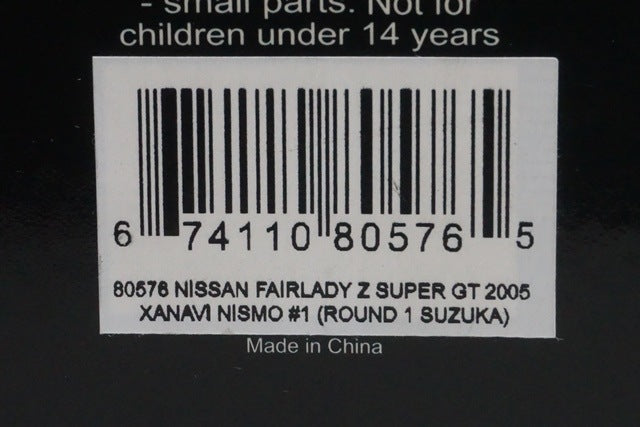 - small parts. Not for
children under 14 years
6 74110 80576 5
80576 NISSAN FAIRLADY Z SUPER GT 2005
XANAVI NISMO #1 (ROUND 1 SUZUKA)
Made in China